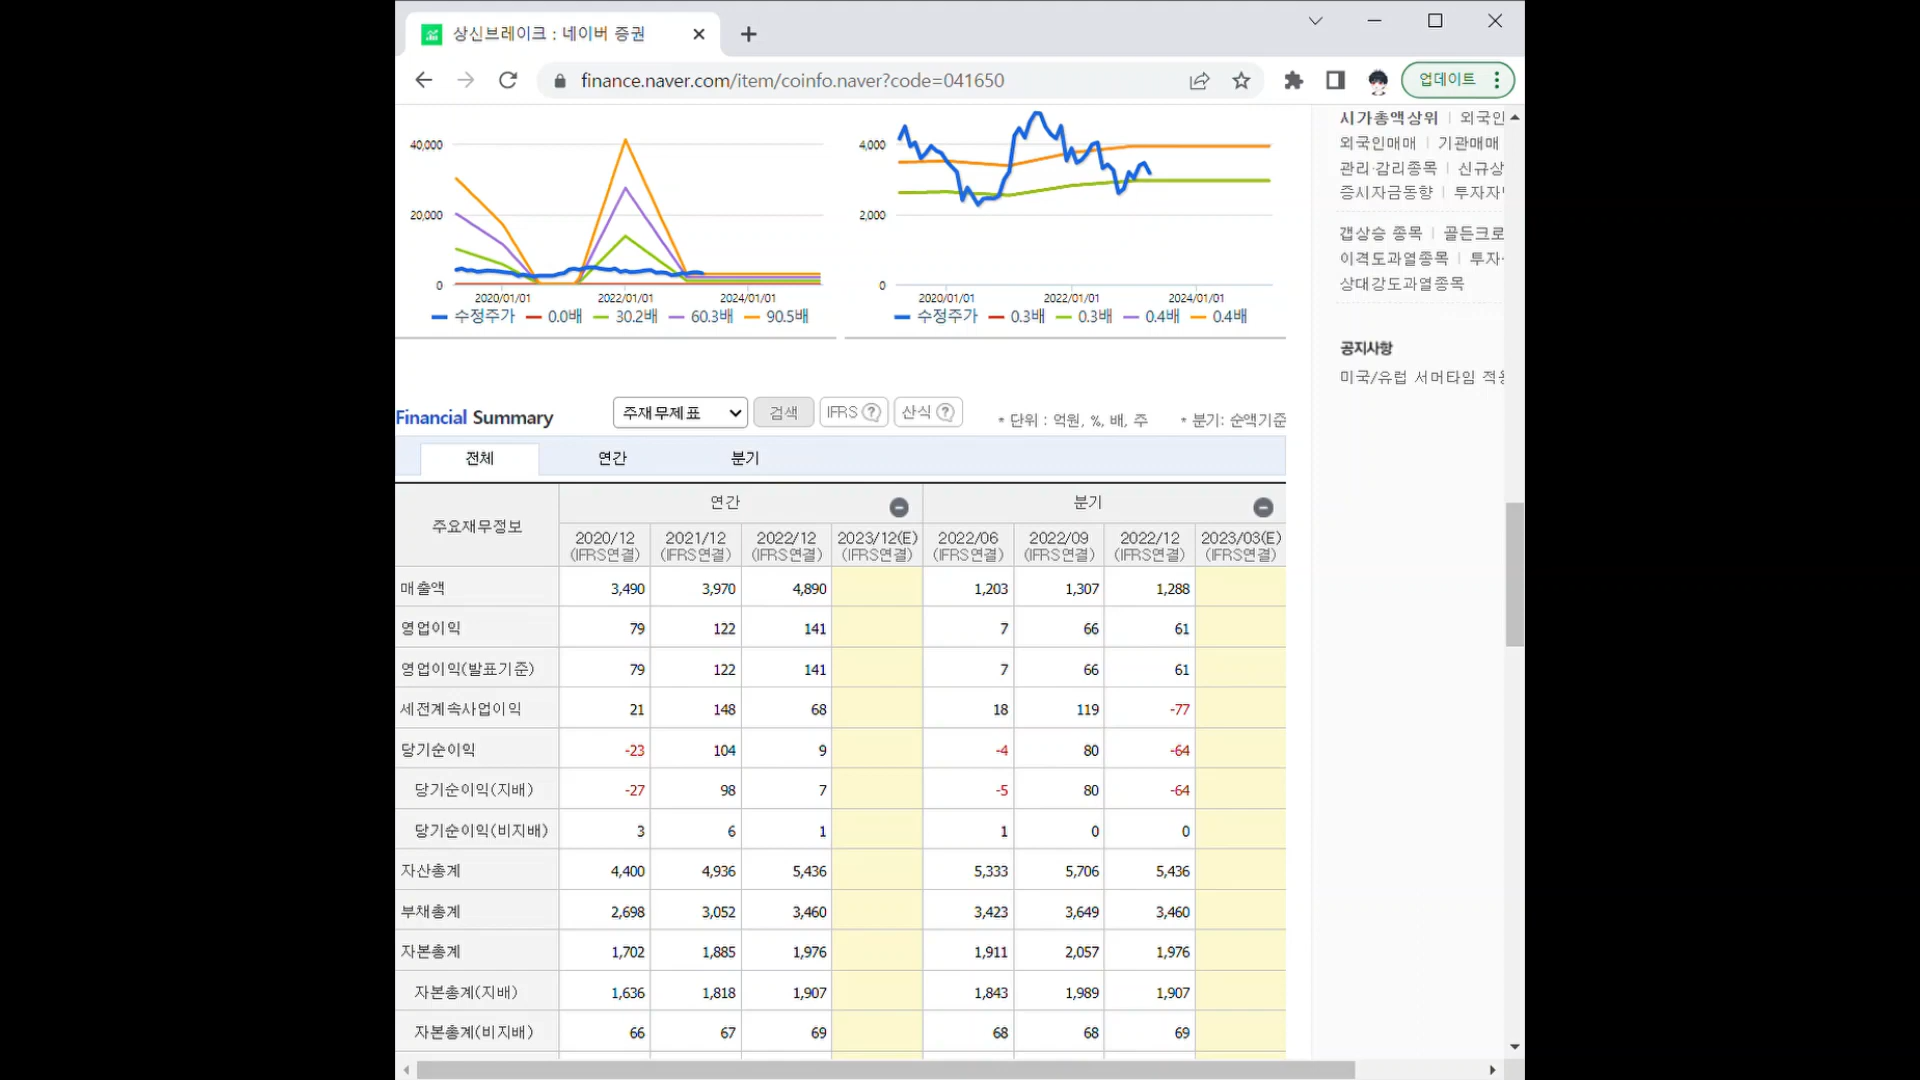 상신브레이크 : 네이버 증권
finance.naver.com/item/coinfo.naver?code=041650
업데이트
40,000
20,000
0
2020/01/01 2022/01/01 2024/01/01
수정주가 0.0배 30.2배 60.3배 90.5배
4,000
2,000
0
2020/01/01 2022/01/01 2024/01/01
수정주가 0.3배 0.3배 0.4배 0.4배
시가총액상위 외국인
외국인매매 기관매매
관리·감리종목 신규상
증시자금동향 투자자
갭상승 종목 골든크로
이격도과열종목 투자
상대강도과열종목
공지사항
미국/유럽 서머타임 적용
Financial Summary
주재무제표 검색 IFRS ? 산식 ?
* 단위 : 억원, %, 배, 주 * 분기: 순액기준
전체 연간 분기
주요재무정보 연간 분기
2020/12 2021/12 2022/12 2023/12(E) 2022/06 2022/09 2022/12 2023/03(E)
(IFRS연결) (IFRS연결) (IFRS연결) (IFRS연결) (IFRS연결) (IFRS연결) (IFRS연결) (IFRS연결)
매출액 3,490 3,970 4,890 1,203 1,307 1,288
영업이익 79 122 141 7 66 61
영업이익(발표기준) 79 122 141 7 66 61
세전계속사업이익 21 148 68 18 119 -77
당기순이익 -23 104 9 -4 80 -64
당기순이익(지배) -27 98 7 -5 80 -64
당기순이익(비지배) 3 6 1 1 0 0
자산총계 4,400 4,936 5,436 5,333 5,706 5,436
부채총계 2,698 3,052 3,460 3,423 3,649 3,460
자본총계 1,702 1,885 1,976 1,911 2,057 1,976
자본총계(지배) 1,636 1,818 1,907 1,843 1,989 1,907
자본총계(비지배) 66 67 69 68 68 69